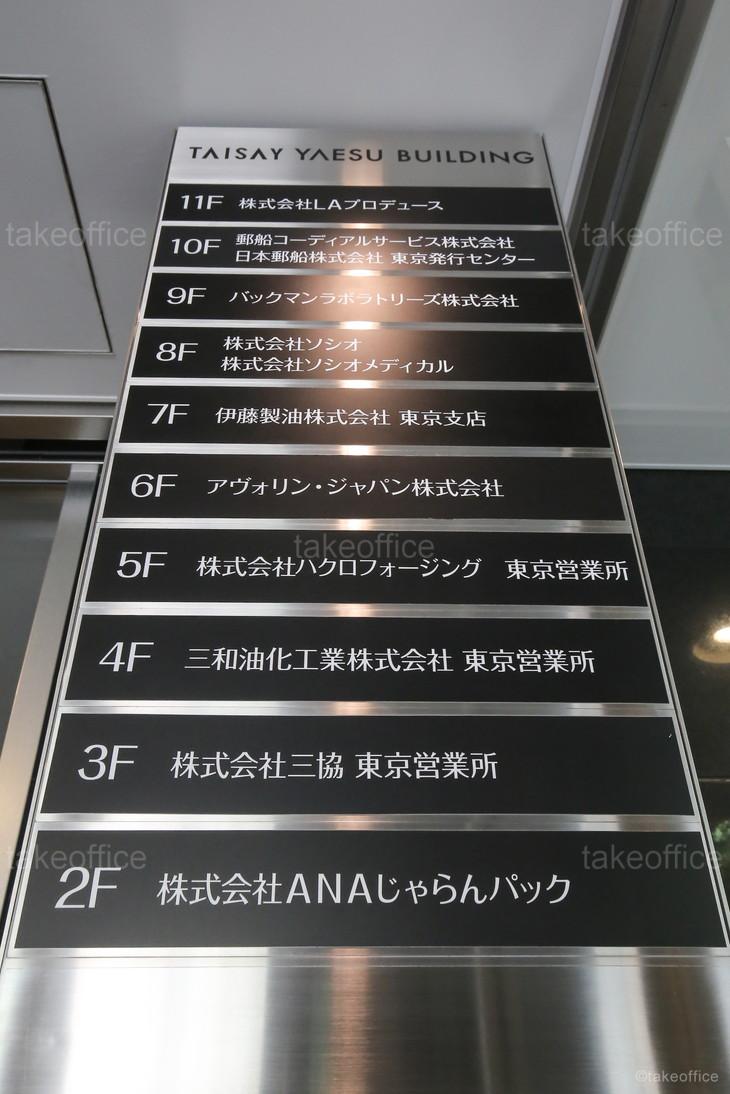 TAISAY YAESU BUILDING
11F 株式会社LAプロデュース
10F 郵船コーディアルサービス株式会社
日本郵船株式会社 東京発行センター
9F バックマンラボラトリーズ株式会社
8F 株式会社ソシオ
株式会社ソシオメディカル
7F 伊藤製油株式会社 東京支店
6F アヴォリン・ジャパン株式会社
5F 株式会社ハクロフォージング 東京営業所
4F 三和油化工業株式会社 東京営業所
3F 株式会社三協 東京営業所
2F 株式会社ANAじゃらんパック
takeoffice
takeoffice
takeoffice
takeoffice
takeoffice
©takeoffice